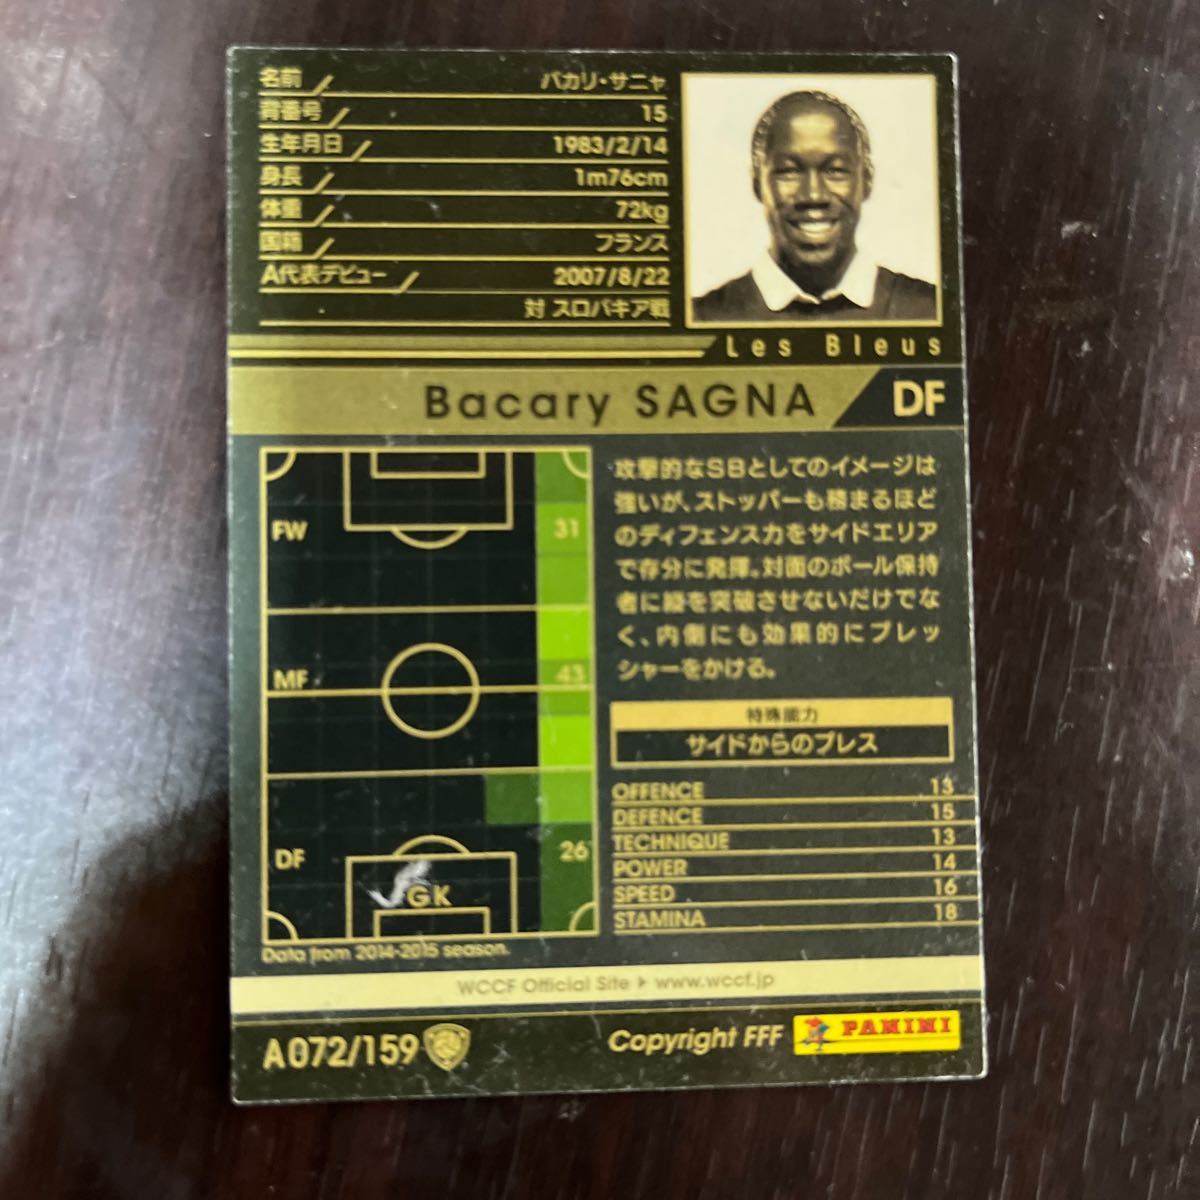 名前 バカリ・サニャ
背番号 15
生年月日 1983/2/14
身長 1m76cm
体重 72kg
国籍 フランス
A代表デビュー 2007/8/22
対 スロバキア戦
Les Bleus
Bacary SAGNA DF
FW 31
MF 43
DF 26
GK
Data from 2014-2015 season.
攻撃的なSBとしてのイメージは
強いが、ストッパーも務まるほど
のディフェンス力をサイドエリア
で存分に発揮。対面のボール保持
者に縦を突破させないだけでな
く、内側にも効果的にプレッ
シャーをかける。
特殊能力
サイドからのプレス
OFFENCE 13
DEFENCE 15
TECHNIQUE 13
POWER 14
SPEED 16
STAMINA 18
WCCF Official Site ▶ www.wccf.jp
A072/159
Copyright FFF
PANINI